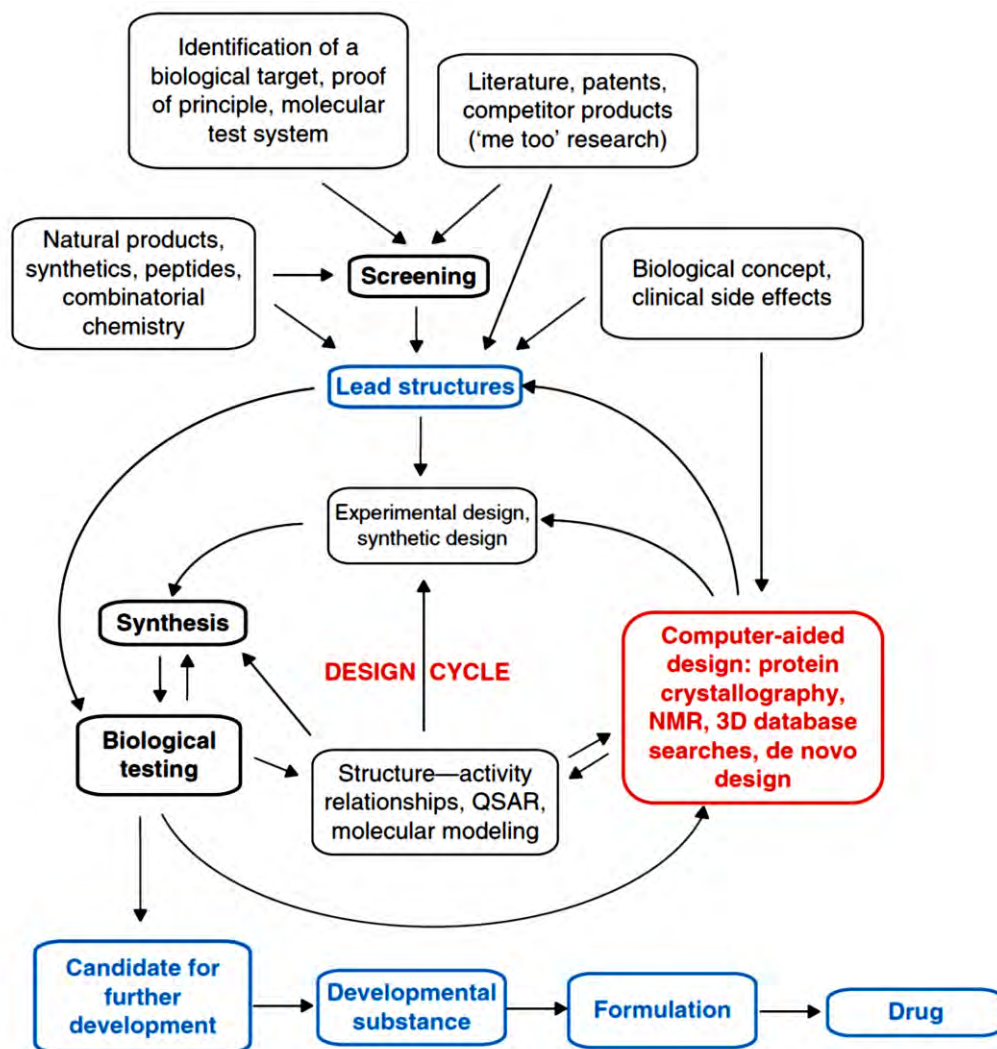 Identification of a
biological target, proof
of principle, molecular
test system
Literature, patents,
competitor products
(‘me too’ research)
Natural products,
synthetics, peptides,
combinatorial
chemistry
Screening
Biological concept,
clinical side effects
Lead structures
Experimental design,
synthetic design
Synthesis
DESIGN CYCLE
Computer-aided
design: protein
crystallography,
NMR, 3D database
searches, de novo
design
Biological
testing
Structure—activity
relationships, QSAR,
molecular modeling
Candidate for
further
development
Developmental
substance
Formulation
Drug